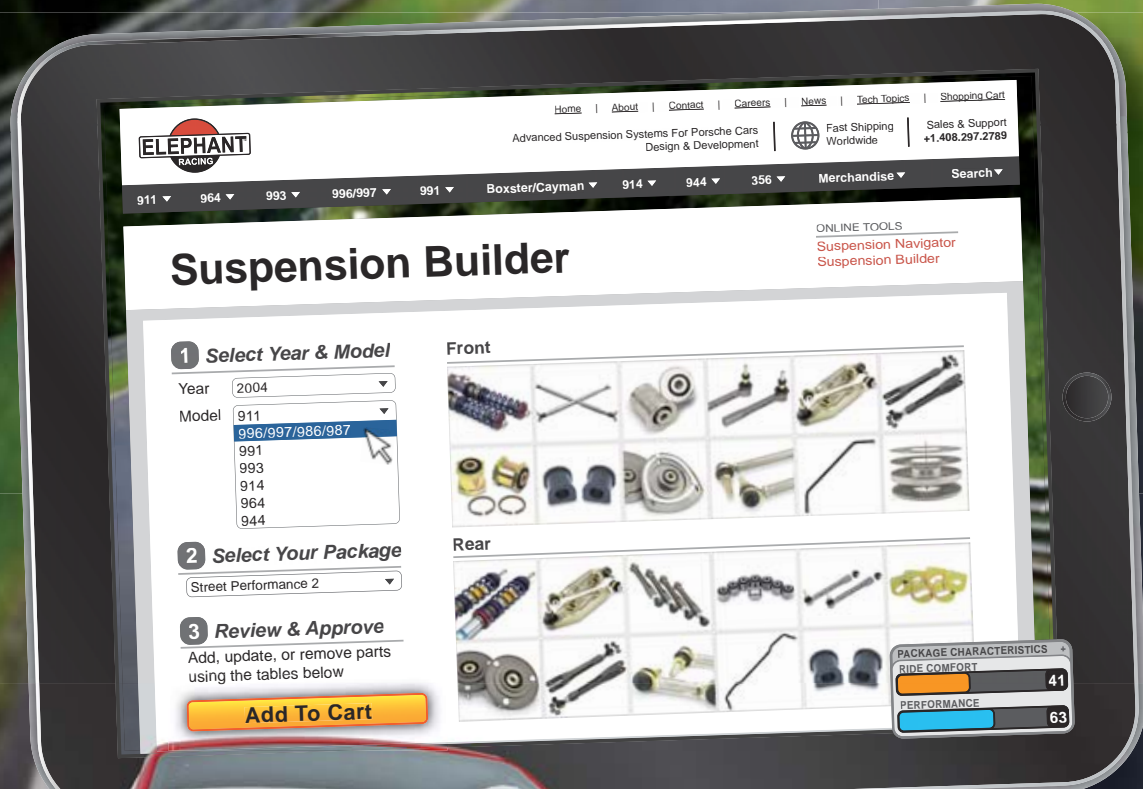 Home | About | Contact | Careers | News | Tech Topics | Shopping Cart
ELEPHANT
RACING
Advanced Suspension Systems For Porsche Cars
Design & Development
Fast Shipping
Worldwide
Sales & Support
+1.408.297.2789
911 964 993 996/997 991 Boxster/Cayman 914 944 356 Merchandise Search
Suspension Builder
ONLINE TOOLS
Suspension Navigator
Suspension Builder
1 Select Year & Model
Year 2004
Model 911
996/997/986/987
991
993
914
964
944
2 Select Your Package
Street Performance 2
3 Review & Approve
Add, update, or remove parts
using the tables below
Add To Cart
Front
Rear
PACKAGE CHARACTERISTICS +
RIDE COMFORT
41
PERFORMANCE
63